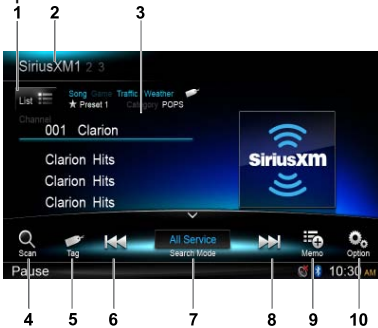 1 2 3
SiriusXM1 2 3
List
Song Game Traffic Weather
★ Preset 1 Category POPS
Channel
001 Clarion
Clarion Hits
Clarion Hits
Clarion Hits
SiriusXM
Scan Tag All Service Search Mode Memo Option
Pause 10:30 AM
4 5 6 7 8 9 10